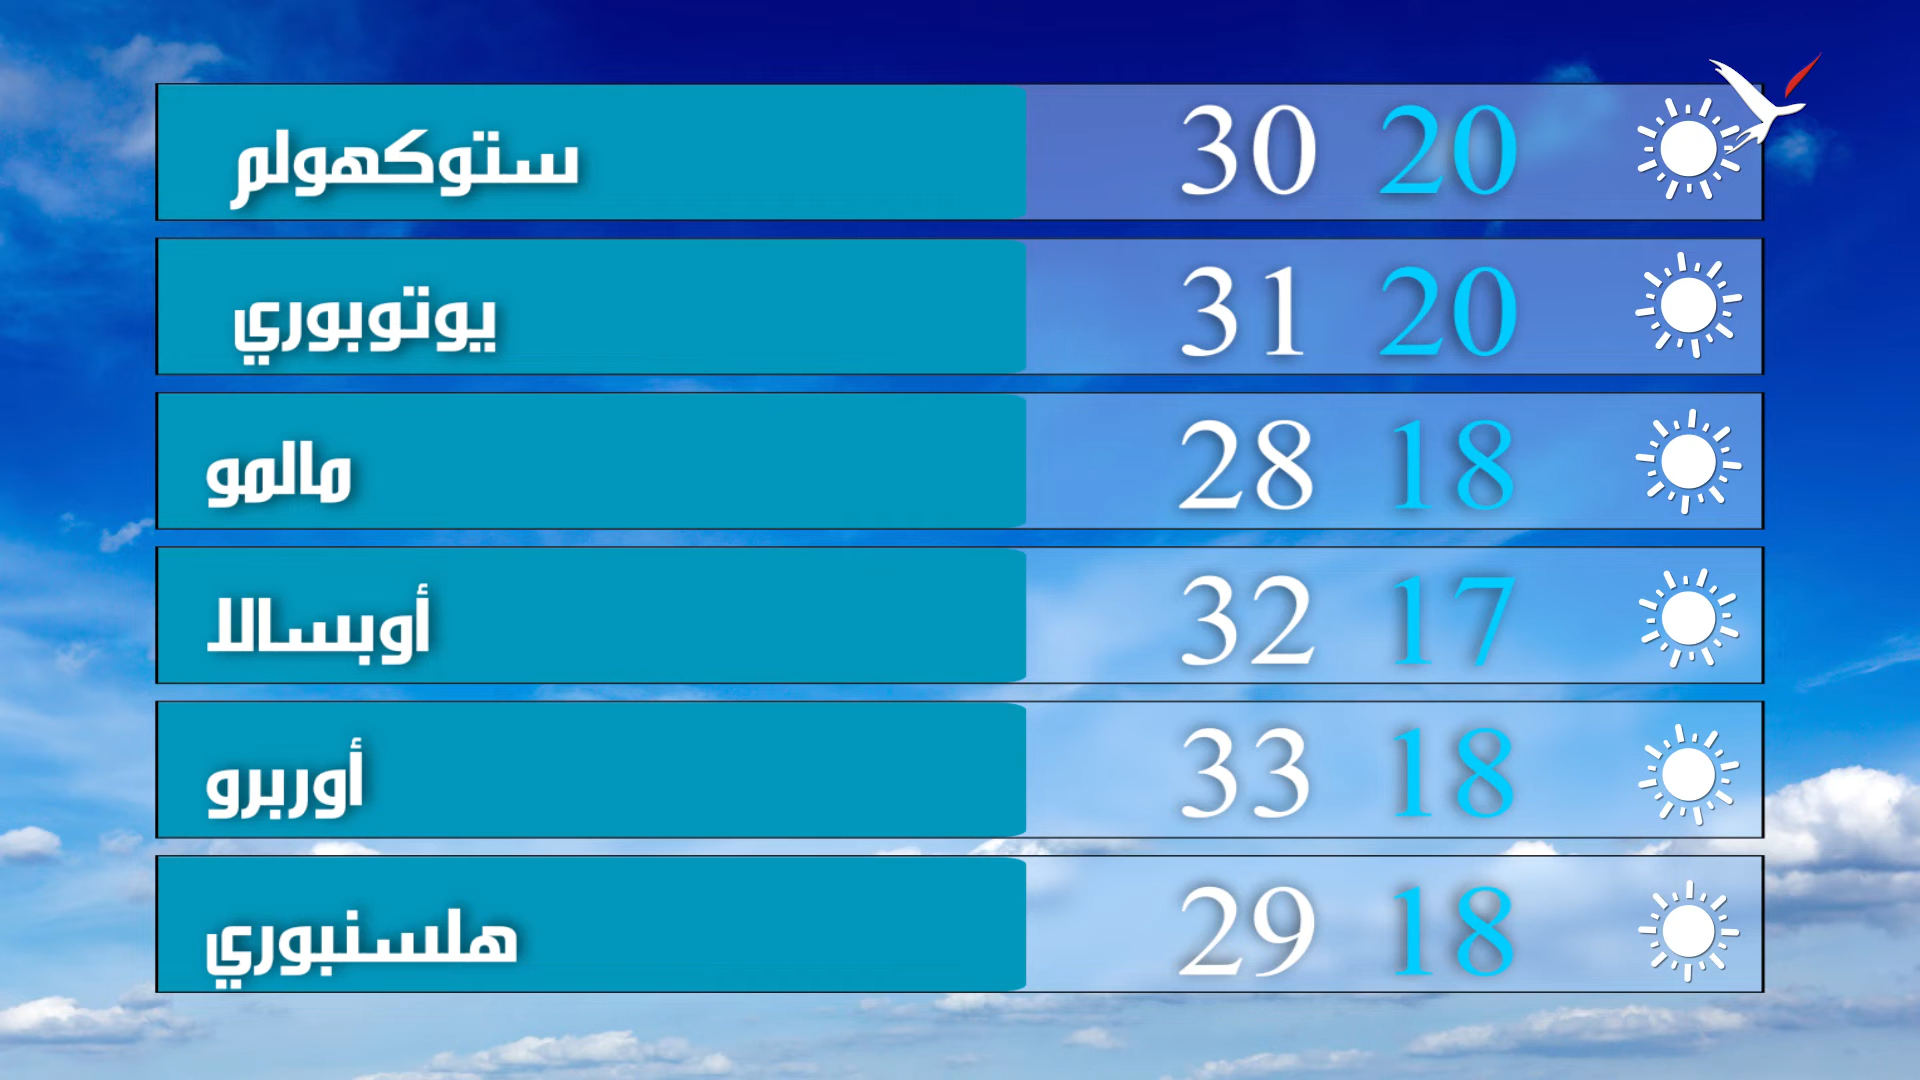 ستوكهولم 30 20
يوتوبوري 31 20
مالمو 28 18
أوبسالا 32 17
أوربرو 33 18
هلسنبوري 29 18